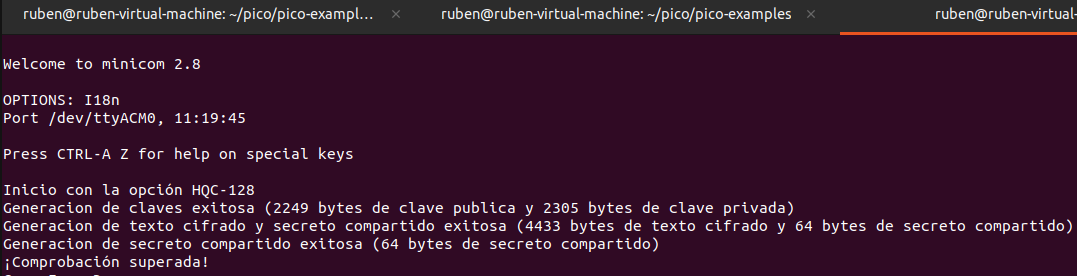 ruben@ruben-virtual-machine: ~/pico/pico-exampl… × ruben@ruben-virtual-machine: ~/pico/pico-examples × ruben@ruben-virtual-
Welcome to minicom 2.8
OPTIONS: I18n
Port /dev/ttyACM0, 11:19:45
Press CTRL-A Z for help on special keys
Inicio con la opción HQC-128
Generacion de claves exitosa (2249 bytes de clave publica y 2305 bytes de clave privada)
Generacion de texto cifrado y secreto compartido exitosa (4433 bytes de texto cifrado y 64 bytes de secreto compartido)
Generacion de secreto compartido exitosa (64 bytes de secreto compartido)
¡Comprobación superada!